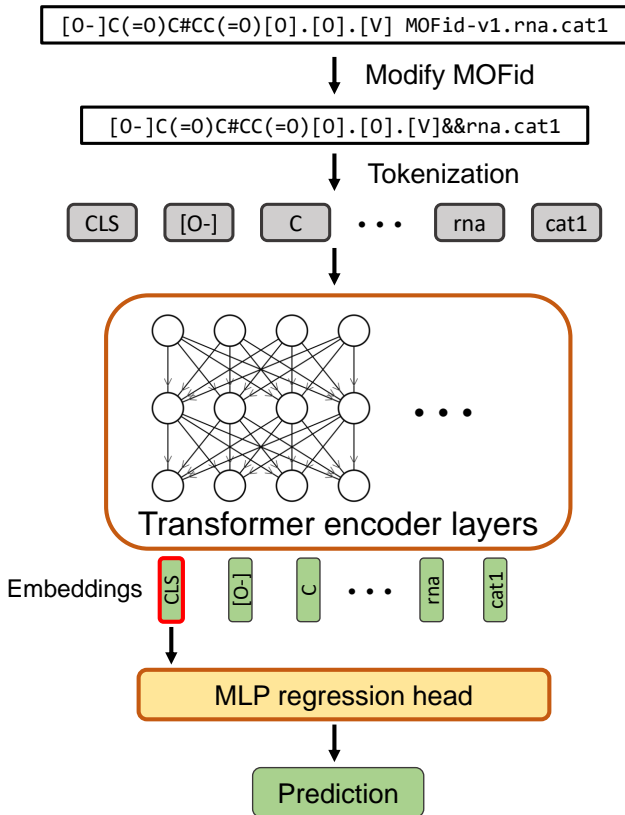 [O-]C(=O)C#CC(=O)[O].[O].[V] MOFid-v1.rna.cat1
Modify MOFid
[O-]C(=O)C#CC(=O)[O].[O].[V]&&rna.cat1
Tokenization
CLS [O-] C ... rna cat1
...
Transformer encoder layers
Embeddings CLS [O-] C ... rna cat1
MLP regression head
Prediction